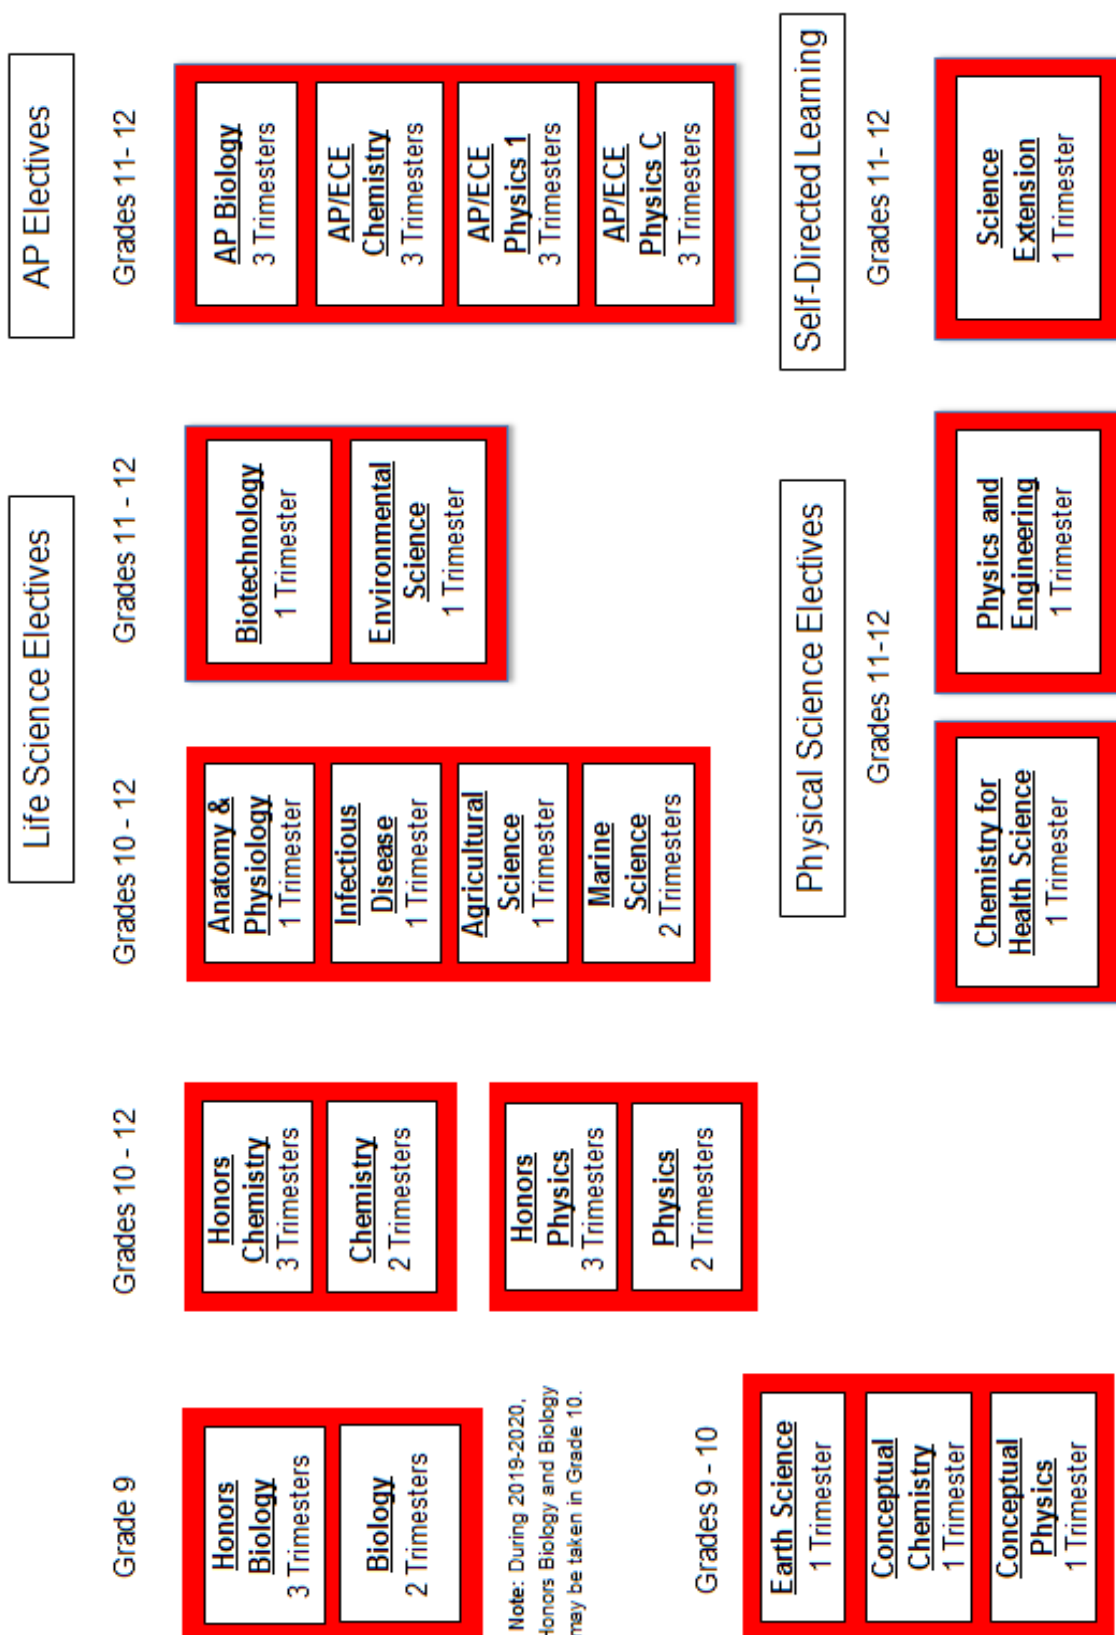 Grade 9
Honors
Biology
3 Trimesters
Biology
2 Trimesters
Note: During 2019-2020,
Honors Biology and Biology
may be taken in Grade 10.
Grades 9 - 10
Earth Science
1 Trimester
Conceptual
Chemistry
1 Trimester
Conceptual
Physics
1 Trimester
Grades 10 - 12
Honors
Chemistry
3 Trimesters
Chemistry
2 Trimesters
Honors
Physics
3 Trimesters
Physics
2 Trimesters
Life Science Electives
Grades 10 - 12
Anatomy &
Physiology
1 Trimester
Infectious
Disease
1 Trimester
Agricultural
Science
1 Trimester
Marine
Science
2 Trimesters
Grades 11 - 12
Biotechnology
1 Trimester
Environmental
Science
1 Trimester
AP Electives
Grades 11- 12
AP Biology
3 Trimesters
AP/ECE
Chemistry
3 Trimesters
AP/ECE
Physics 1
3 Trimesters
AP/ECE
Physics C
3 Trimesters
Physical Science Electives
Grades 11-12
Chemistry for
Health Science
1 Trimester
Physics and
Engineering
1 Trimester
Self-Directed Learning
Grades 11- 12
Science
Extension
1 Trimester